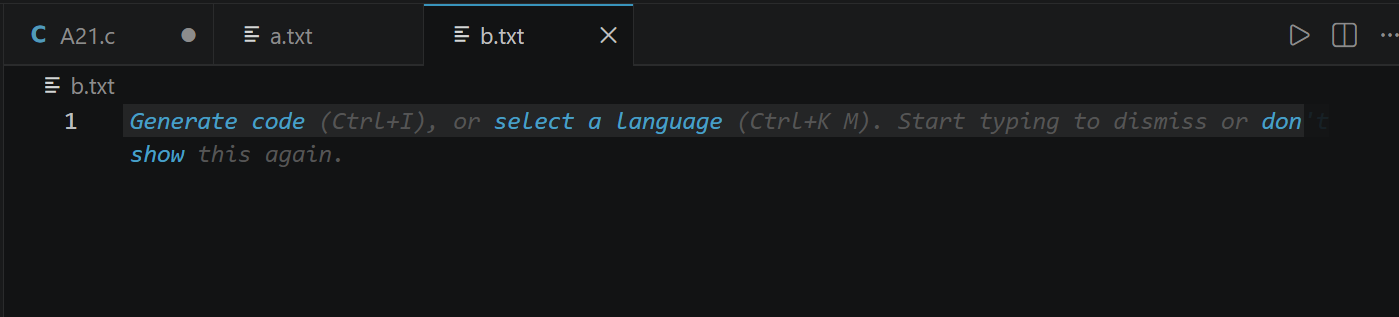 C A21.c
a.txt
b.txt
b.txt
1 Generate code (Ctrl+I), or select a language (Ctrl+K M). Start typing to dismiss or don't
show this again.